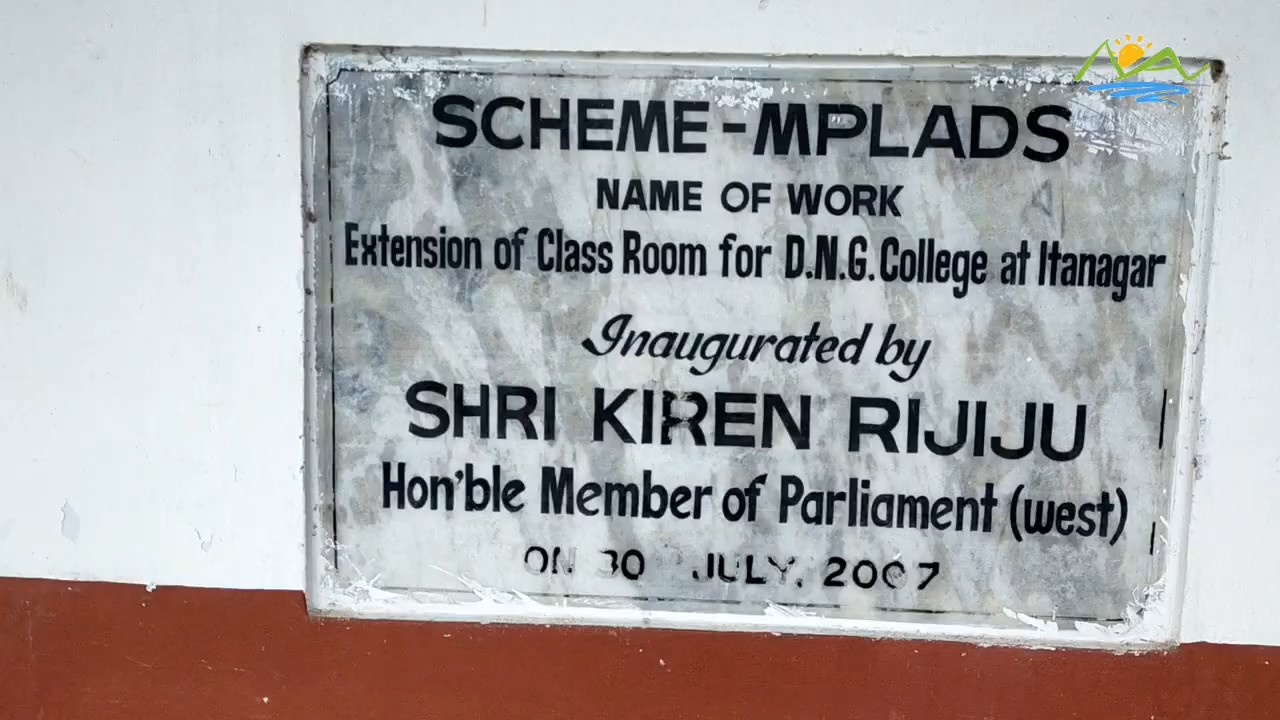 SCHEME-MPLADS
NAME OF WORK
Extension of Class Room for D.N.G. College at Itanagar
Inaugurated by
SHRI KIREN RIJIJU
Hon'ble Member of Parliament (west)
ON 30 JULY, 2007